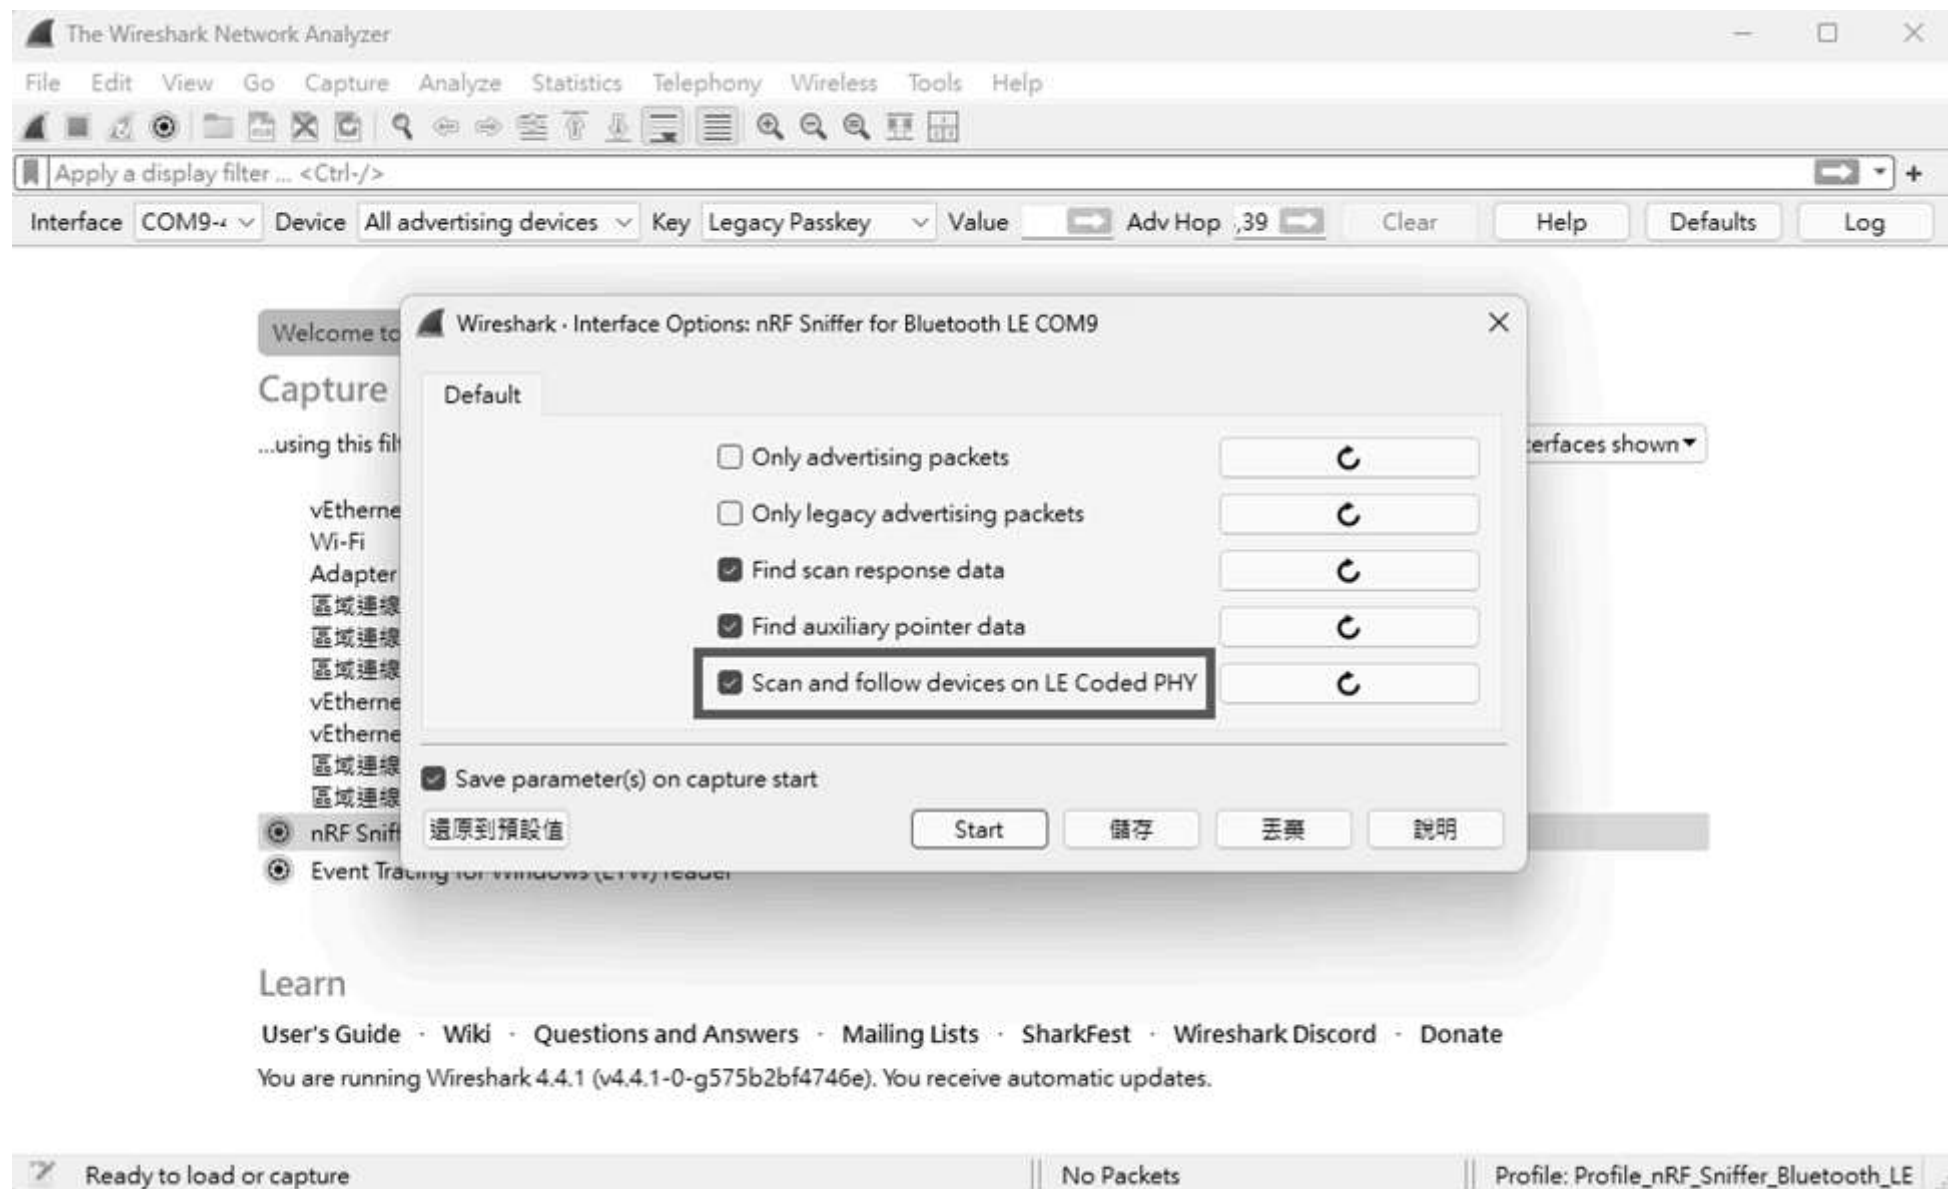 The Wireshark Network Analyzer
File Edit View Go Capture Analyze Statistics Telephony Wireless Tools Help
Apply a display filter ... <Ctrl-/>
Interface COM9-4 Device All advertising devices Key Legacy Passkey Value Adv Hop ,39 Clear Help Defaults Log
Welcome to
Wireshark · Interface Options: nRF Sniffer for Bluetooth LE COM9
Capture
Default
...using this filt
Only advertising packets
erfaces shown
vEtherne
Only legacy advertising packets
Wi-Fi
Adapter
Find scan response data
區域連線
區域連線
Find auxiliary pointer data
區域連線
Scan and follow devices on LE Coded PHY
vEtherne
vEtherne
區域連線
Save parameter(s) on capture start
區域連線
nRF Sniff
還原到預設值 Start 儲存 丟棄 說明
Event Tracing for Windows (ETW) reader
Learn
User's Guide · Wiki · Questions and Answers · Mailing Lists · SharkFest · Wireshark Discord · Donate
You are running Wireshark 4.4.1 (v4.4.1-0-g575b2bf4746e). You receive automatic updates.
Ready to load or capture
No Packets
Profile: Profile_nRF_Sniffer_Bluetooth_LE